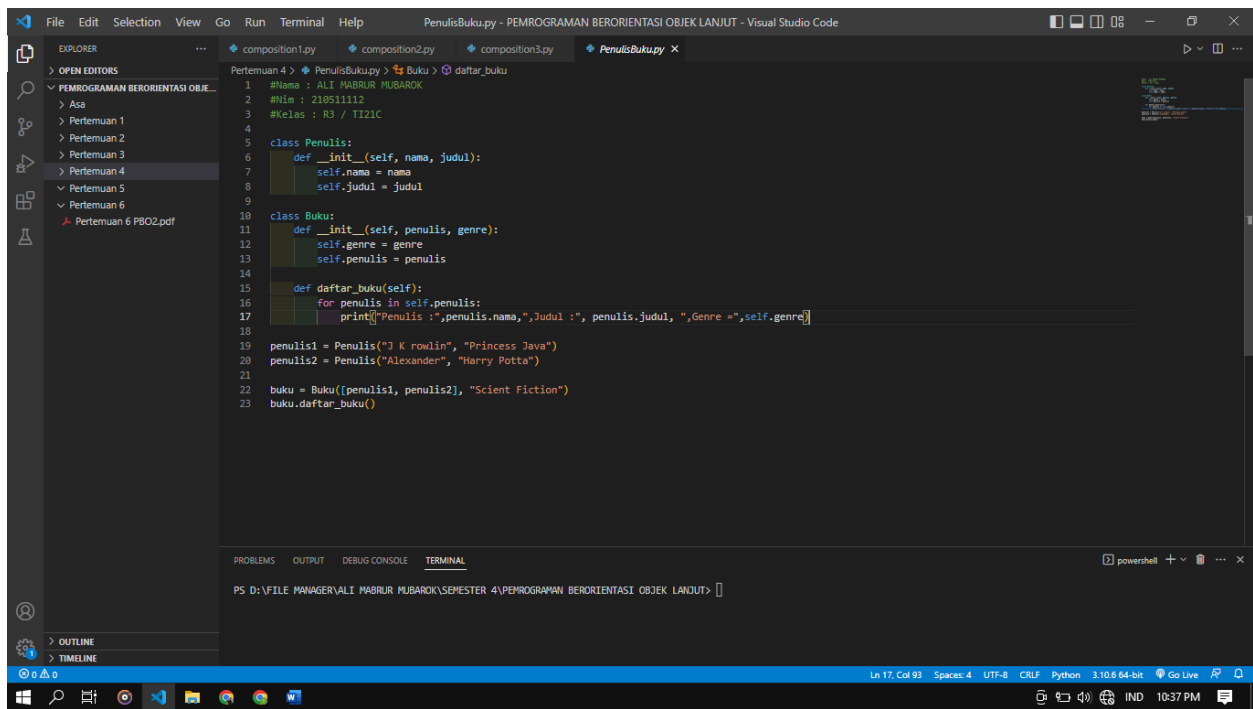 File Edit Selection View Go Run Terminal Help PenulisBuku.py - PEMROGRAMAN BERORIENTASI OBJEK LANJUT - Visual Studio Code
EXPLORER ···
composition1.py composition2.py composition3.py PenulisBuku.py
OPEN EDITORS
PEMROGRAMAN BERORIENTASI OBJE...
Asa
Pertemuan 1
Pertemuan 2
Pertemuan 3
Pertemuan 4
Pertemuan 5
Pertemuan 6
Pertemuan 6 PBO2.pdf
OUTLINE
TIMELINE
Pertemuan 4 > PenulisBuku.py > Buku > daftar_buku
1 #Nama : ALI MABRUR MUBAROK
2 #Nim : 210511112
3 #Kelas : R3 / TI21C
4
5 class Penulis:
6 def __init__(self, nama, judul):
7 self.nama = nama
8 self.judul = judul
9
10 class Buku:
11 def __init__(self, penulis, genre):
12 self.genre = genre
13 self.penulis = penulis
14
15 def daftar_buku(self):
16 for penulis in self.penulis:
17 print("Penulis :",penulis.nama,",Judul :", penulis.judul, ",Genre =",self.genre)
18
19 penulis1 = Penulis("J K rowlin", "Princess Java")
20 penulis2 = Penulis("Alexander", "Harry Potta")
21
22 buku = Buku([penulis1, penulis2], "Scient Fiction")
23 buku.daftar_buku()
PROBLEMS OUTPUT DEBUG CONSOLE TERMINAL powershell
PS D:\FILE MANAGER\ALI MABRUR MUBAROK\SEMESTER 4\PEMROGRAMAN BERORIENTASI OBJEK LANJUT>
1
0 0 Ln 17, Col 93 Spaces: 4 UTF-8 CRLF Python 3.10.6 64-bit Go Live
IND 10:37 PM